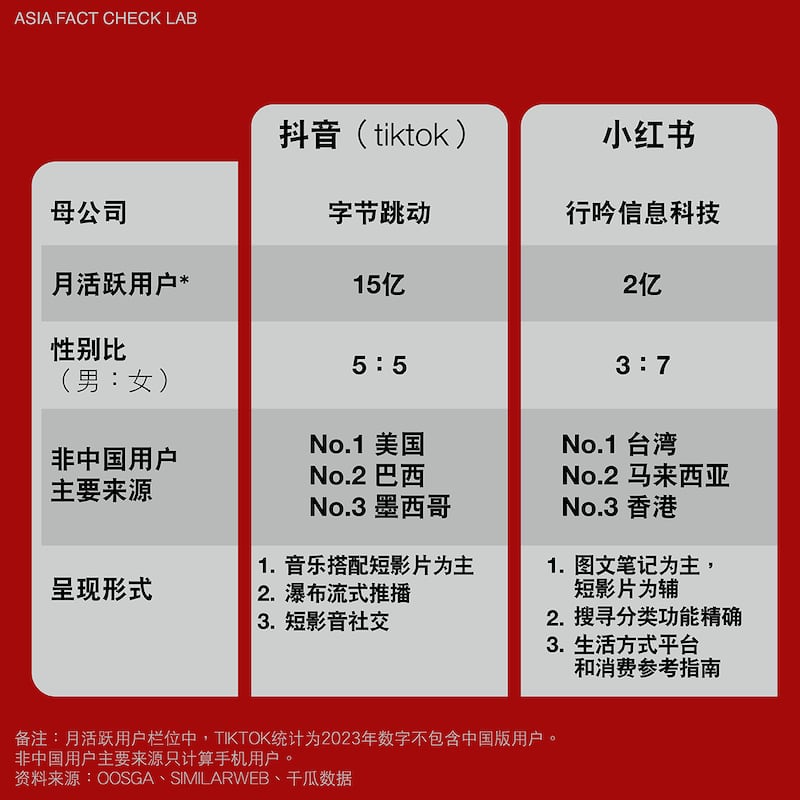 ASIA FACT CHECK LAB
抖音（tiktok）
小红书
母公司
字节跳动
行吟信息科技
月活跃用户*
15亿
2亿
性别比
（男：女）
5：5
3：7
非中国用户
主要来源
No.1 美国
No.2 巴西
No.3 墨西哥
No.1 台湾
No.2 马来西亚
No.3 香港
呈现形式
1. 音乐搭配短影片为主
2. 瀑布流式推播
3. 短影音社交
1. 图文笔记为主，
短影片为辅
2. 搜寻分类功能精确
3. 生活方式平台
和消费参考指南
备注：月活跃用户栏位中，TIKTOK统计为2023年数字不包含中国版用户。
非中国用户主要来源只计算手机用户。
资料来源：OOSGA、SIMILARWEB、千瓜数据